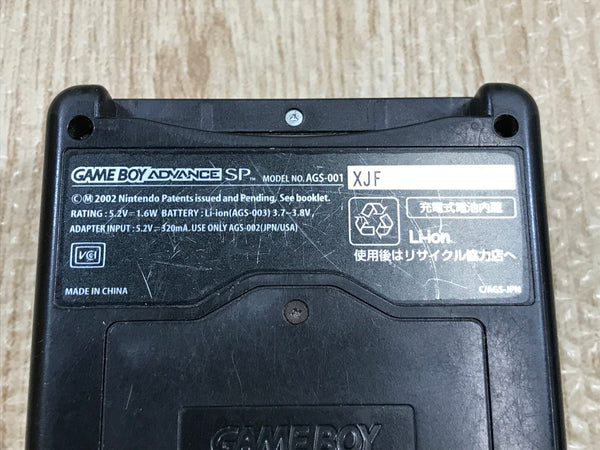 GAME BOY ADVANCE SP™ MODEL NO. AGS-001 XJF
©Ⓜ 2002 Nintendo Patents issued and Pending. See booklet.
RATING : 5.2V⎓1.6W BATTERY : Li-ion(AGS-003) 3.7⎓3.8V,
ADAPTER INPUT : 5.2V⎓320mA. USE ONLY AGS-002(JPN/USA)
充電式電池内蔵
Li-ion
使用後はリサイクル協力店へ
VCI
MADE IN CHINA
C/AGS-JPN
GAME BOY